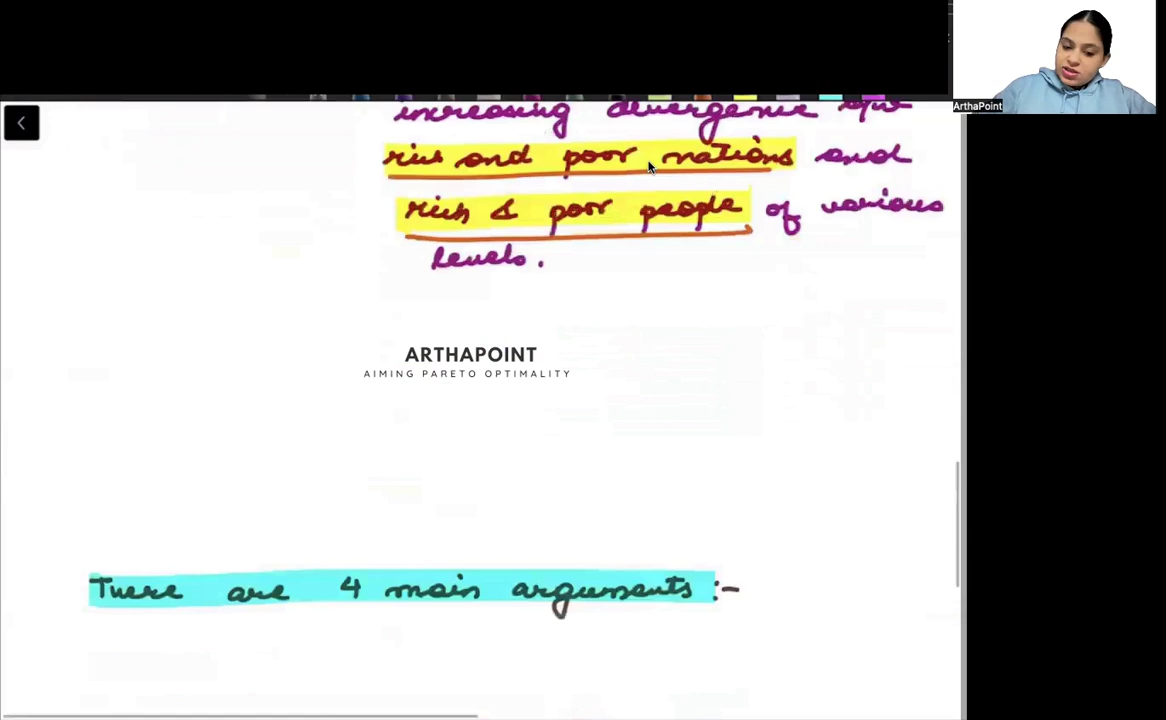 ArthaPoint
increasing divergence
rich and poor nations and
rich & poor people of various
levels.
ARTHAPOINT
AIMING PARETO OPTIMALITY
There are 4 main arguments :-